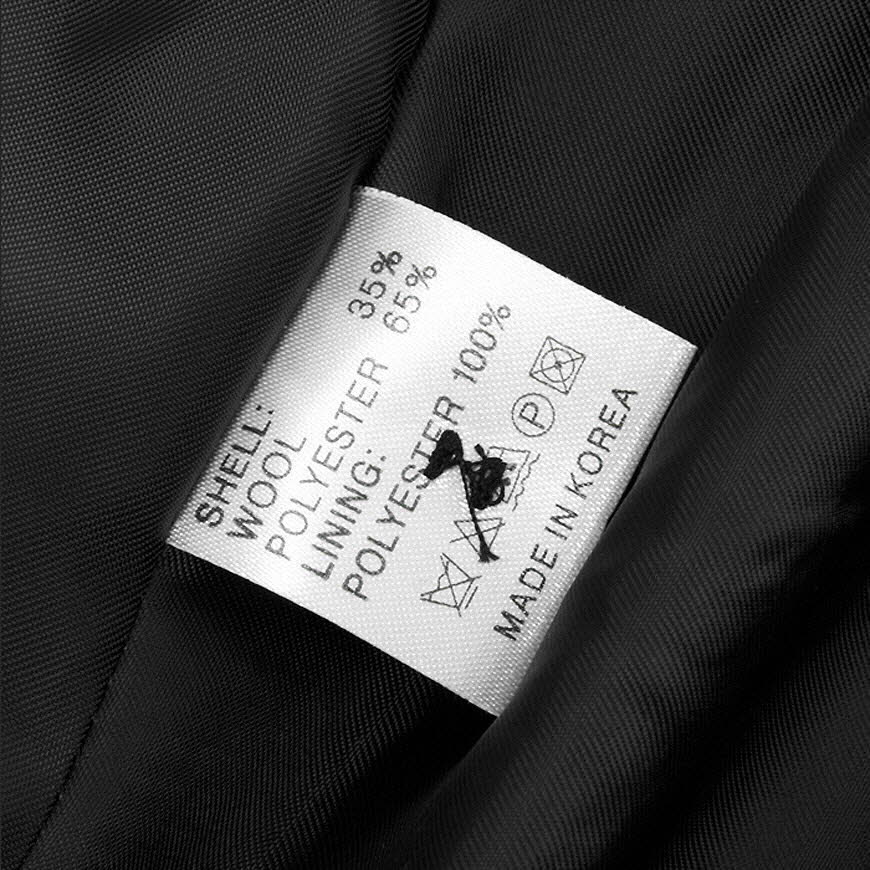 SHELL:
WOOL 35%
POLYESTER 65%
LINING:
POLYESTER 100%
P
MADE IN KOREA